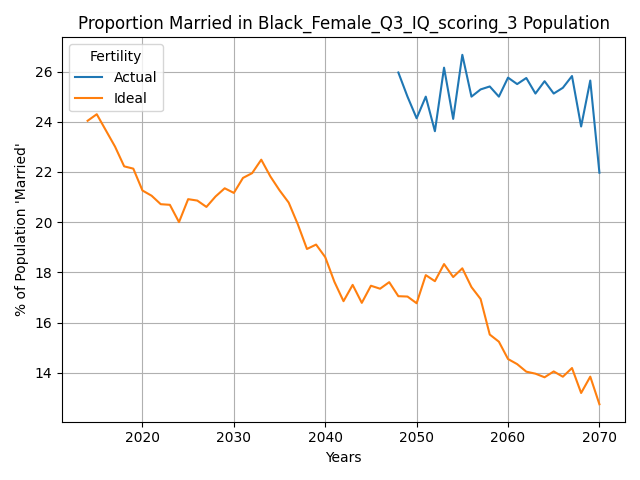 Proportion Married in Black_Female_Q3_IQ_scoring_3 Population
Fertility
Actual
Ideal
% of Population 'Married'
26
24
22
20
18
16
14
2020
2030
2040
2050
2060
2070
Years